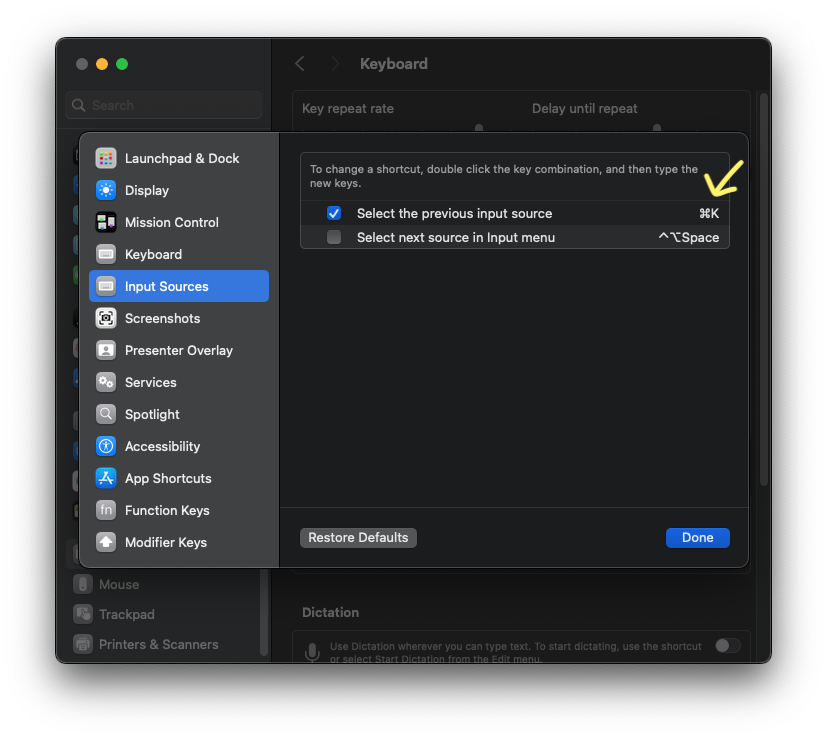 Keyboard
Search
Key repeat rate
Delay until repeat
Launchpad & Dock
Display
Mission Control
Keyboard
Input Sources
Screenshots
Presenter Overlay
Services
Spotlight
Accessibility
App Shortcuts
fn Function Keys
Modifier Keys
To change a shortcut, double click the key combination, and then type the
new keys.
Select the previous input source ⌘K
Select next source in Input menu ^⌥Space
Restore Defaults
Done
Mouse
Trackpad
Printers & Scanners
Dictation
Use Dictation wherever you can type text. To start dictating, use the shortcut
or select Start Dictation from the Edit menu.